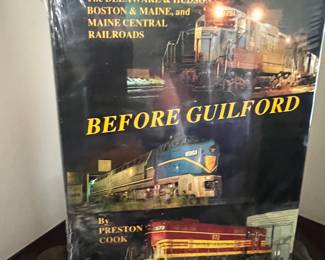 THE DELAWARE & HUDSON
BOSTON & MAINE, and
MAINE CENTRAL
RAILROADS
BEFORE GUILFORD
By
PRESTON
COOK